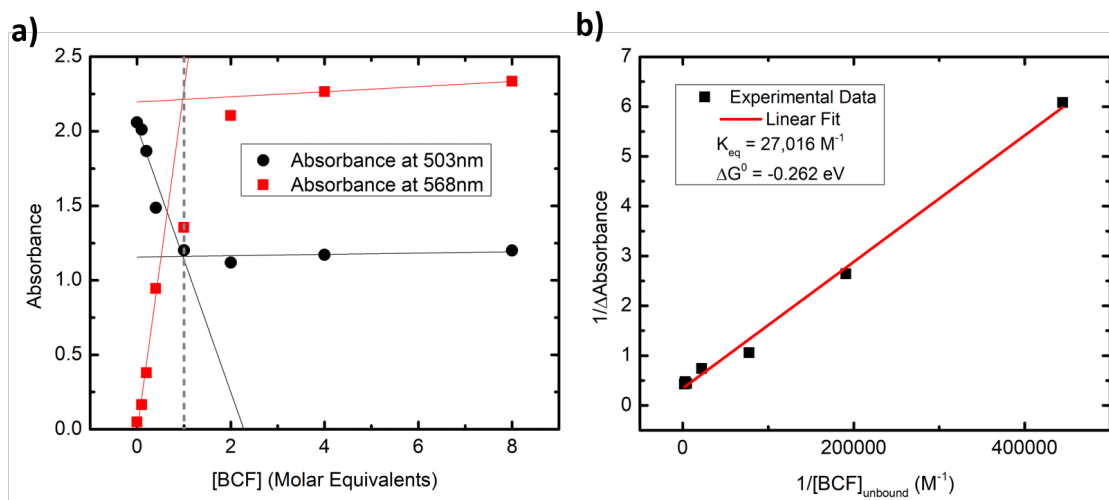 a)
2.5
2.0
1.5
1.0
0.5
0.0
Absorbance
Absorbance at 503nm
Absorbance at 568nm
0 2 4 6 8
[BCF] (Molar Equivalents)
b)
7
6
5
4
3
2
1
0
1/ΔAbsorbance
Experimental Data
Linear Fit
K_eq = 27,016 M⁻¹
ΔG⁰ = -0.262 eV
0 200000 400000
1/[BCF]_unbound (M⁻¹)